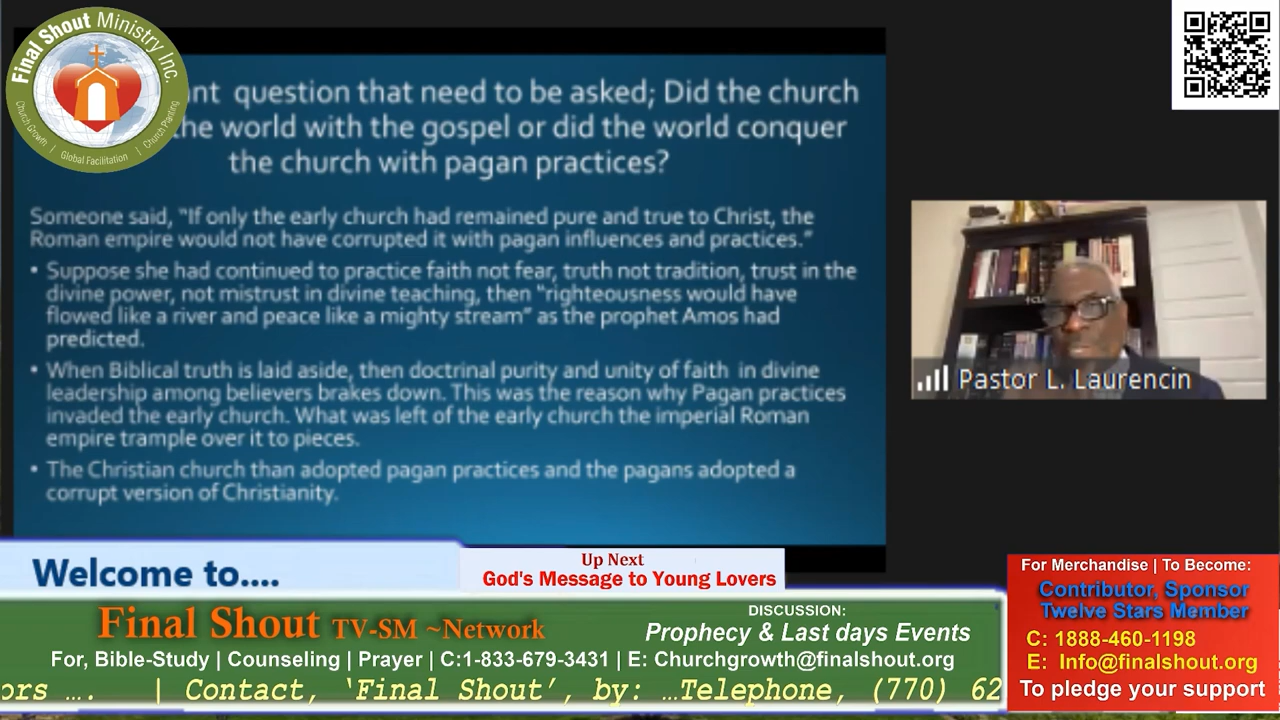 Final Shout Ministry Inc.
Church Growth | Global Facilitation | Church Planting
nt question that need to be asked; Did the church
he world with the gospel or did the world conquer
the church with pagan practices?
Someone said, "If only the early church had remained pure and true to Christ, the
Roman empire would not have corrupted it with pagan influences and practices."
• Suppose she had continued to practice faith not fear, truth not tradition, trust in the
divine power, not mistrust in divine teaching, then "righteousness would have
flowed like a river and peace like a mighty stream" as the prophet Amos had
predicted.
• When Biblical truth is laid aside, then doctrinal purity and unity of faith in divine
leadership among believers brakes down. This was the reason why Pagan practices
invaded the early church. What was left of the early church the imperial Roman
empire trample over it to pieces.
• The Christian church than adopted pagan practices and the pagans adopted a
corrupt version of Christianity.
Pastor L. Laurencin
Welcome to....
Up Next
God's Message to Young Lovers
Final Shout TV-SM ~Network
DISCUSSION:
Prophecy & Last days Events
For, Bible-Study | Counseling | Prayer | C:1-833-679-3431 | E: Churchgrowth@finalshout.org
ors .... | Contact, 'Final Shout', by: ...Telephone, (770) 62
For Merchandise | To Become:
Contributor, Sponsor
Twelve Stars Member
C: 1888-460-1198
E: Info@finalshout.org
To pledge your support